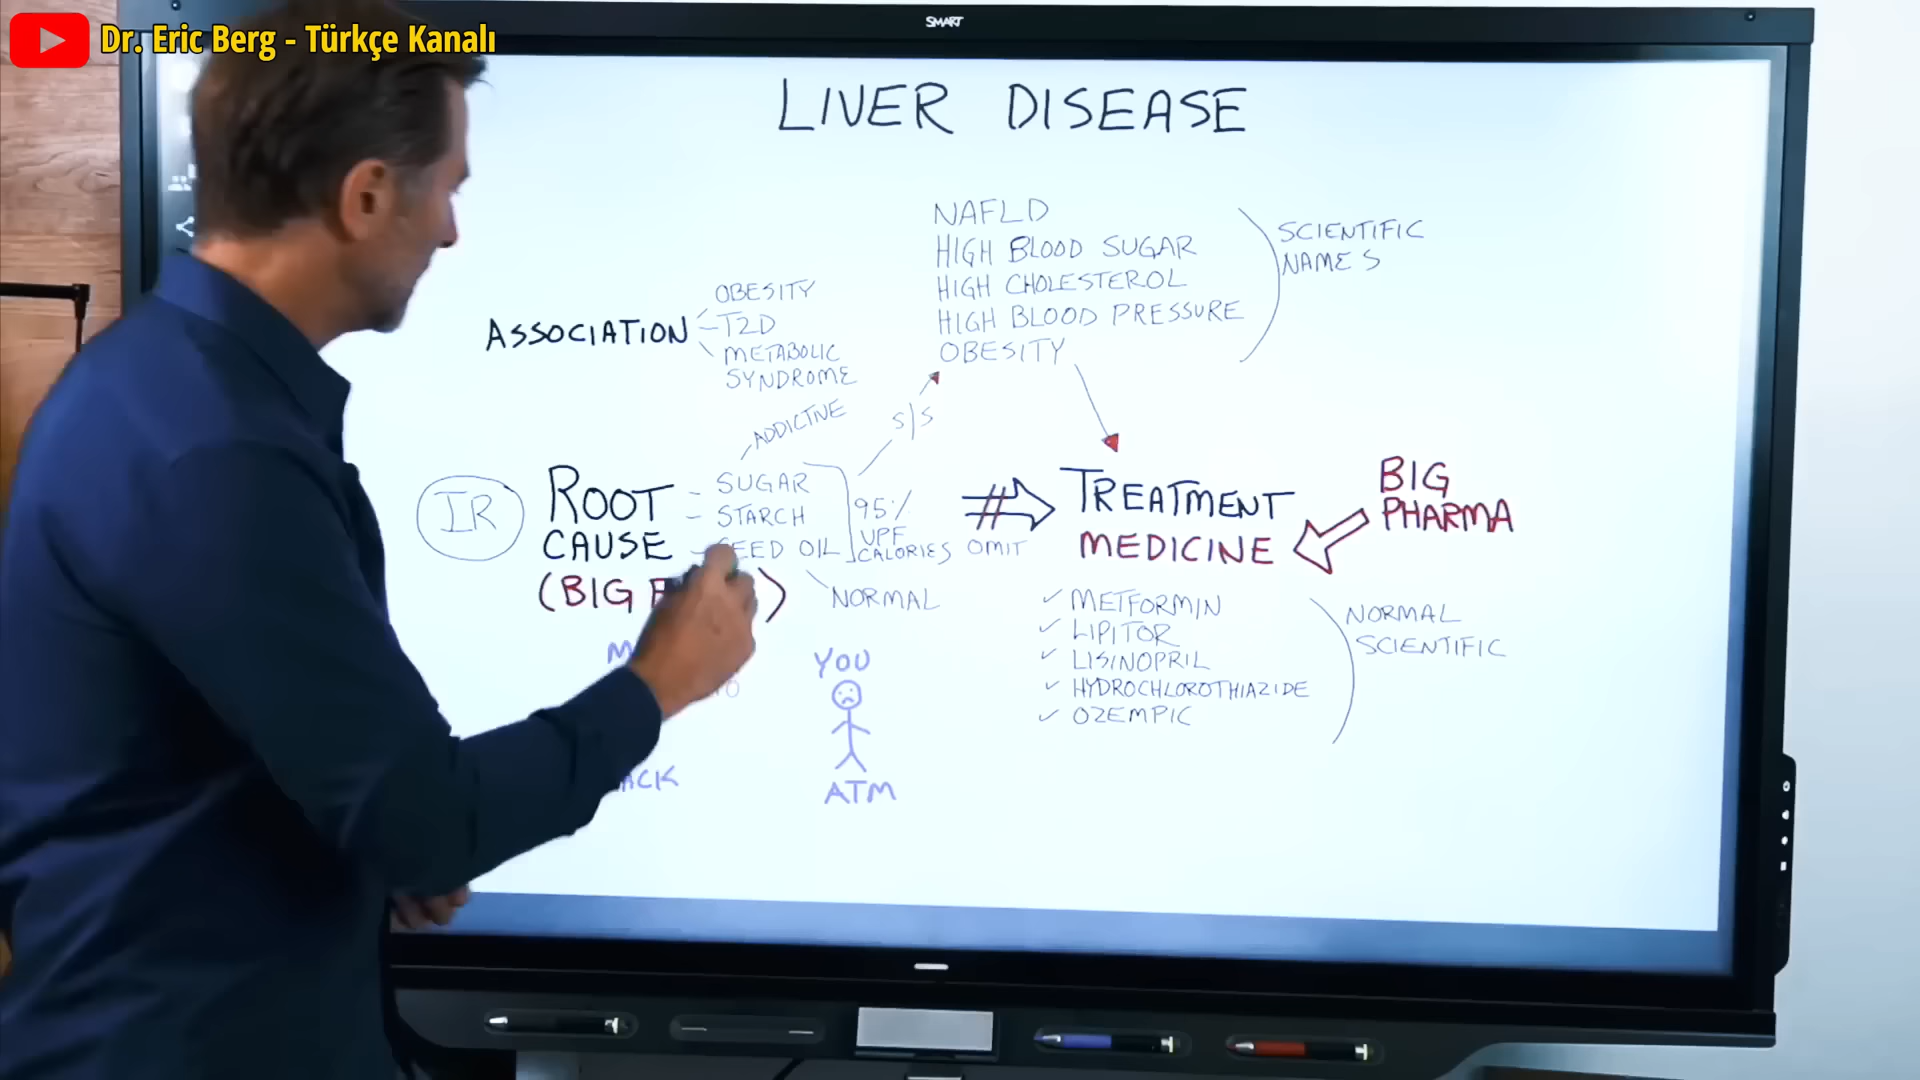 SMART
Dr. Eric Berg - Türkçe Kanalı
LIVER DISEASE
NAFLD
HIGH BLOOD SUGAR
HIGH CHOLESTEROL
HIGH BLOOD PRESSURE
OBESITY
SCIENTIFIC
NAMES
ASSOCIATION
OBESITY
T2D
METABOLIC
SYNDROME
ADDICTIVE
S/S
IR
ROOT
CAUSE
(BIG
SUGAR
STARCH
SEED OIL
95%
UPF
CALORIES
NORMAL
OMIT
TREATMENT
MEDICINE
BIG
PHARMA
✓ METFORMIN
✓ LIPITOR
✓ LISINOPRIL
✓ HYDROCHLOROTHIAZIDE
✓ OZEMPIC
NORMAL
SCIENTIFIC
YOU
ATM